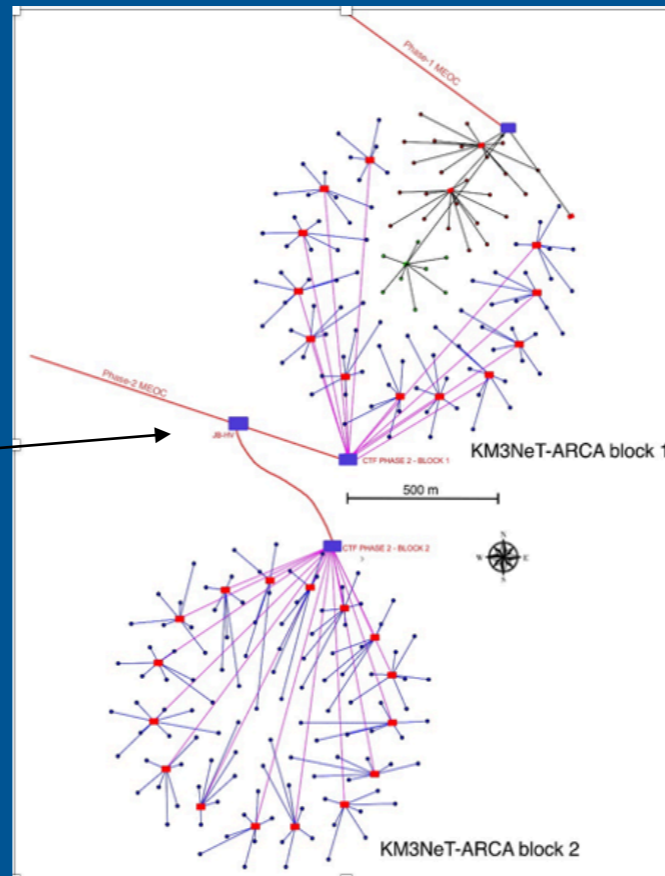 Phase-1 MEOC
Phase-2 MEOC
JB-HV
CTF PHASE 2 - BLOCK 1
KM3NeT-ARCA block 1
500 m
CTF PHASE 2 - BLOCK 2
N
W
E
S
KM3NeT-ARCA block 2